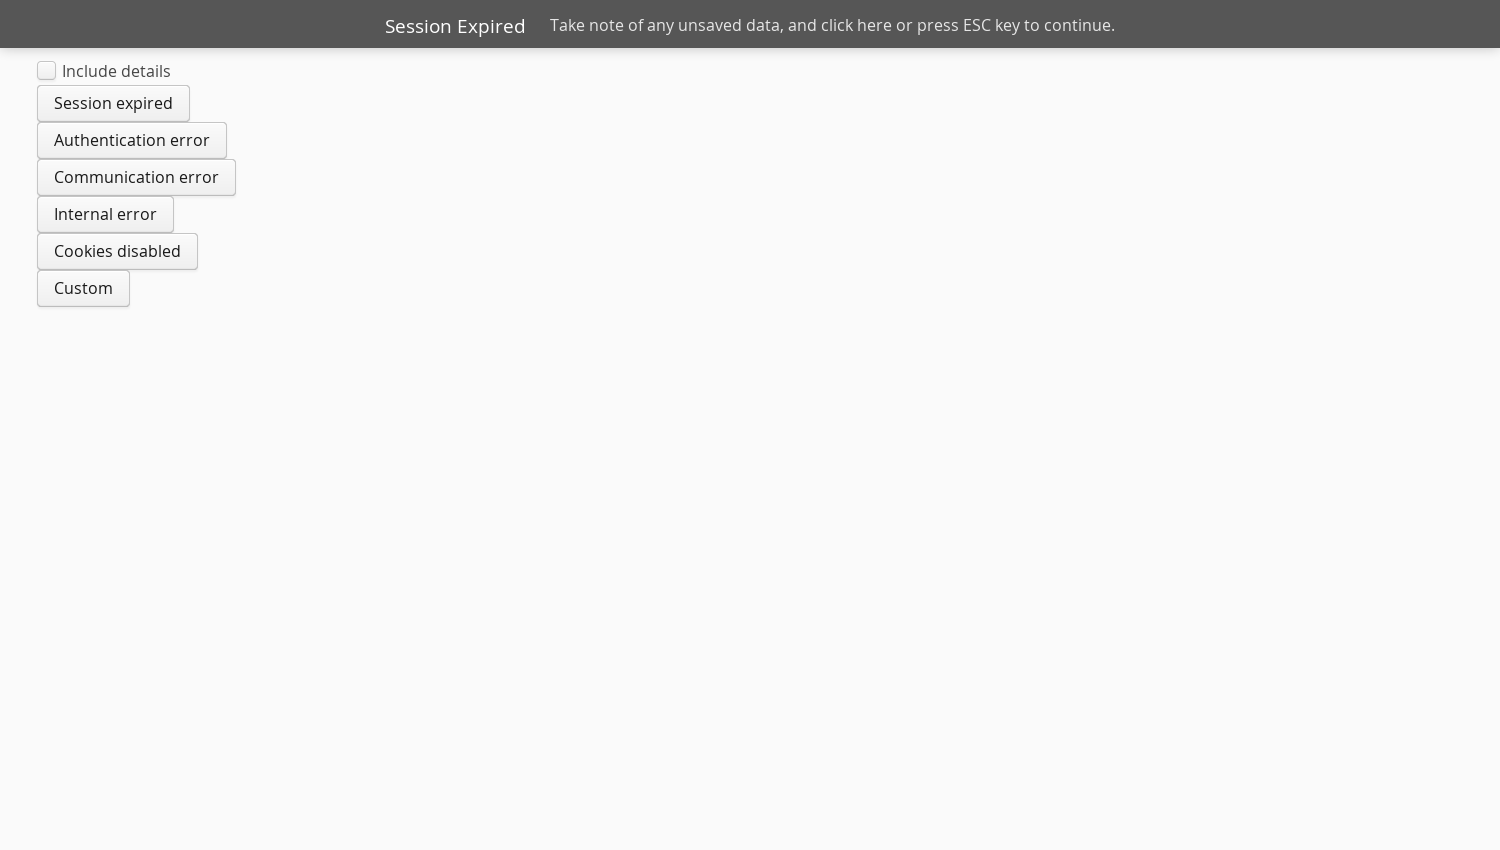 Session Expired Take note of any unsaved data, and click here or press ESC key to continue.
Include details
Session expired
Authentication error
Communication error
Internal error
Cookies disabled
Custom